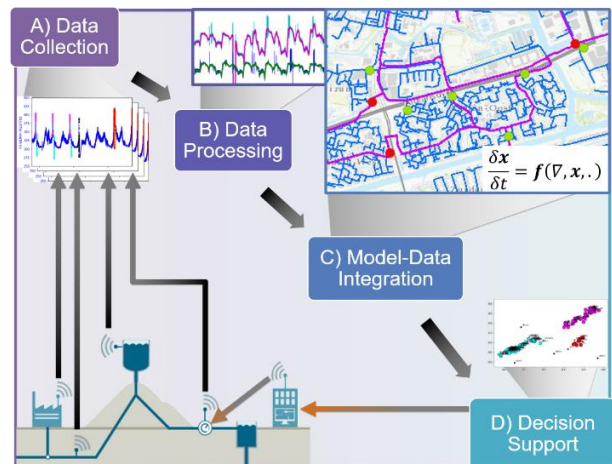 A) Data
Collection
B) Data
Processing
δx
δt
= f(∇, x,.)
C) Model-Data
Integration
D) Decision
Support